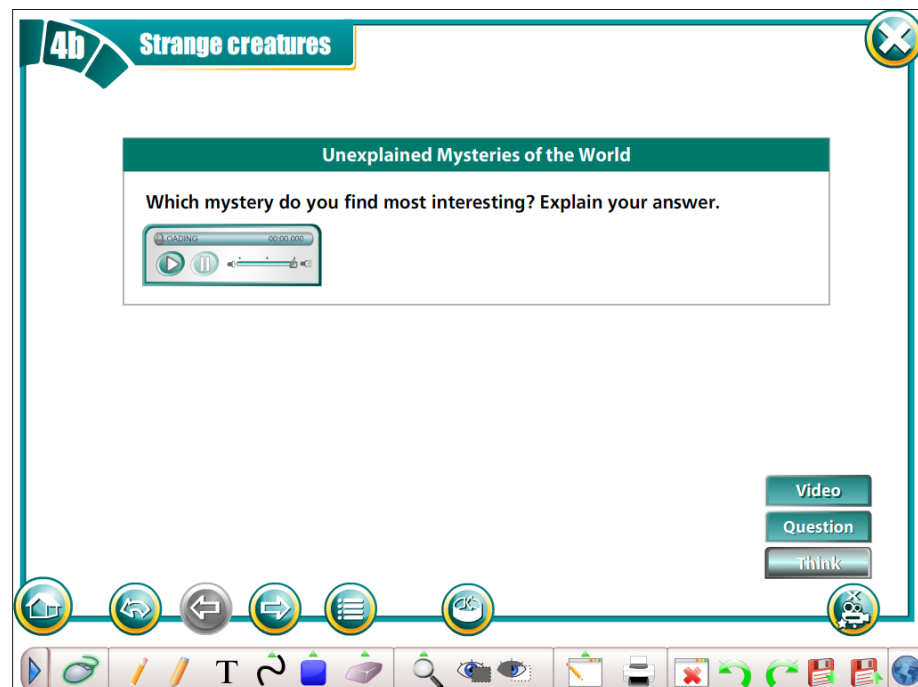 4b
Strange creatures
Unexplained Mysteries of the World
Which mystery do you find most interesting? Explain your answer.
LOADING 00:00.000
Video
Question
Think
T